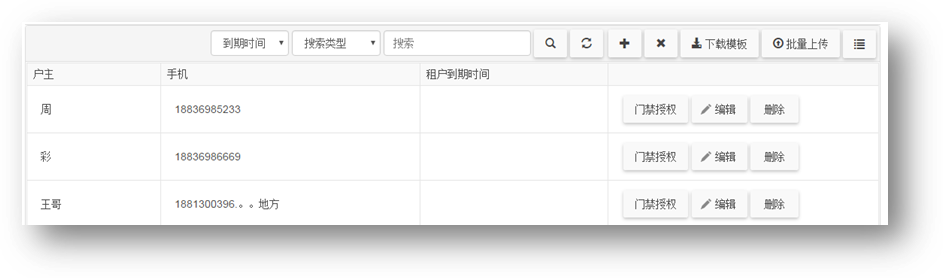 到期时间 搜索类型 搜索 下载模板 批量上传
户主 手机 租户到期时间
周 18836985233 门禁授权 编辑 删除
彩 18836986669 门禁授权 编辑 删除
王哥 1881300396.。。地方 门禁授权 编辑 删除